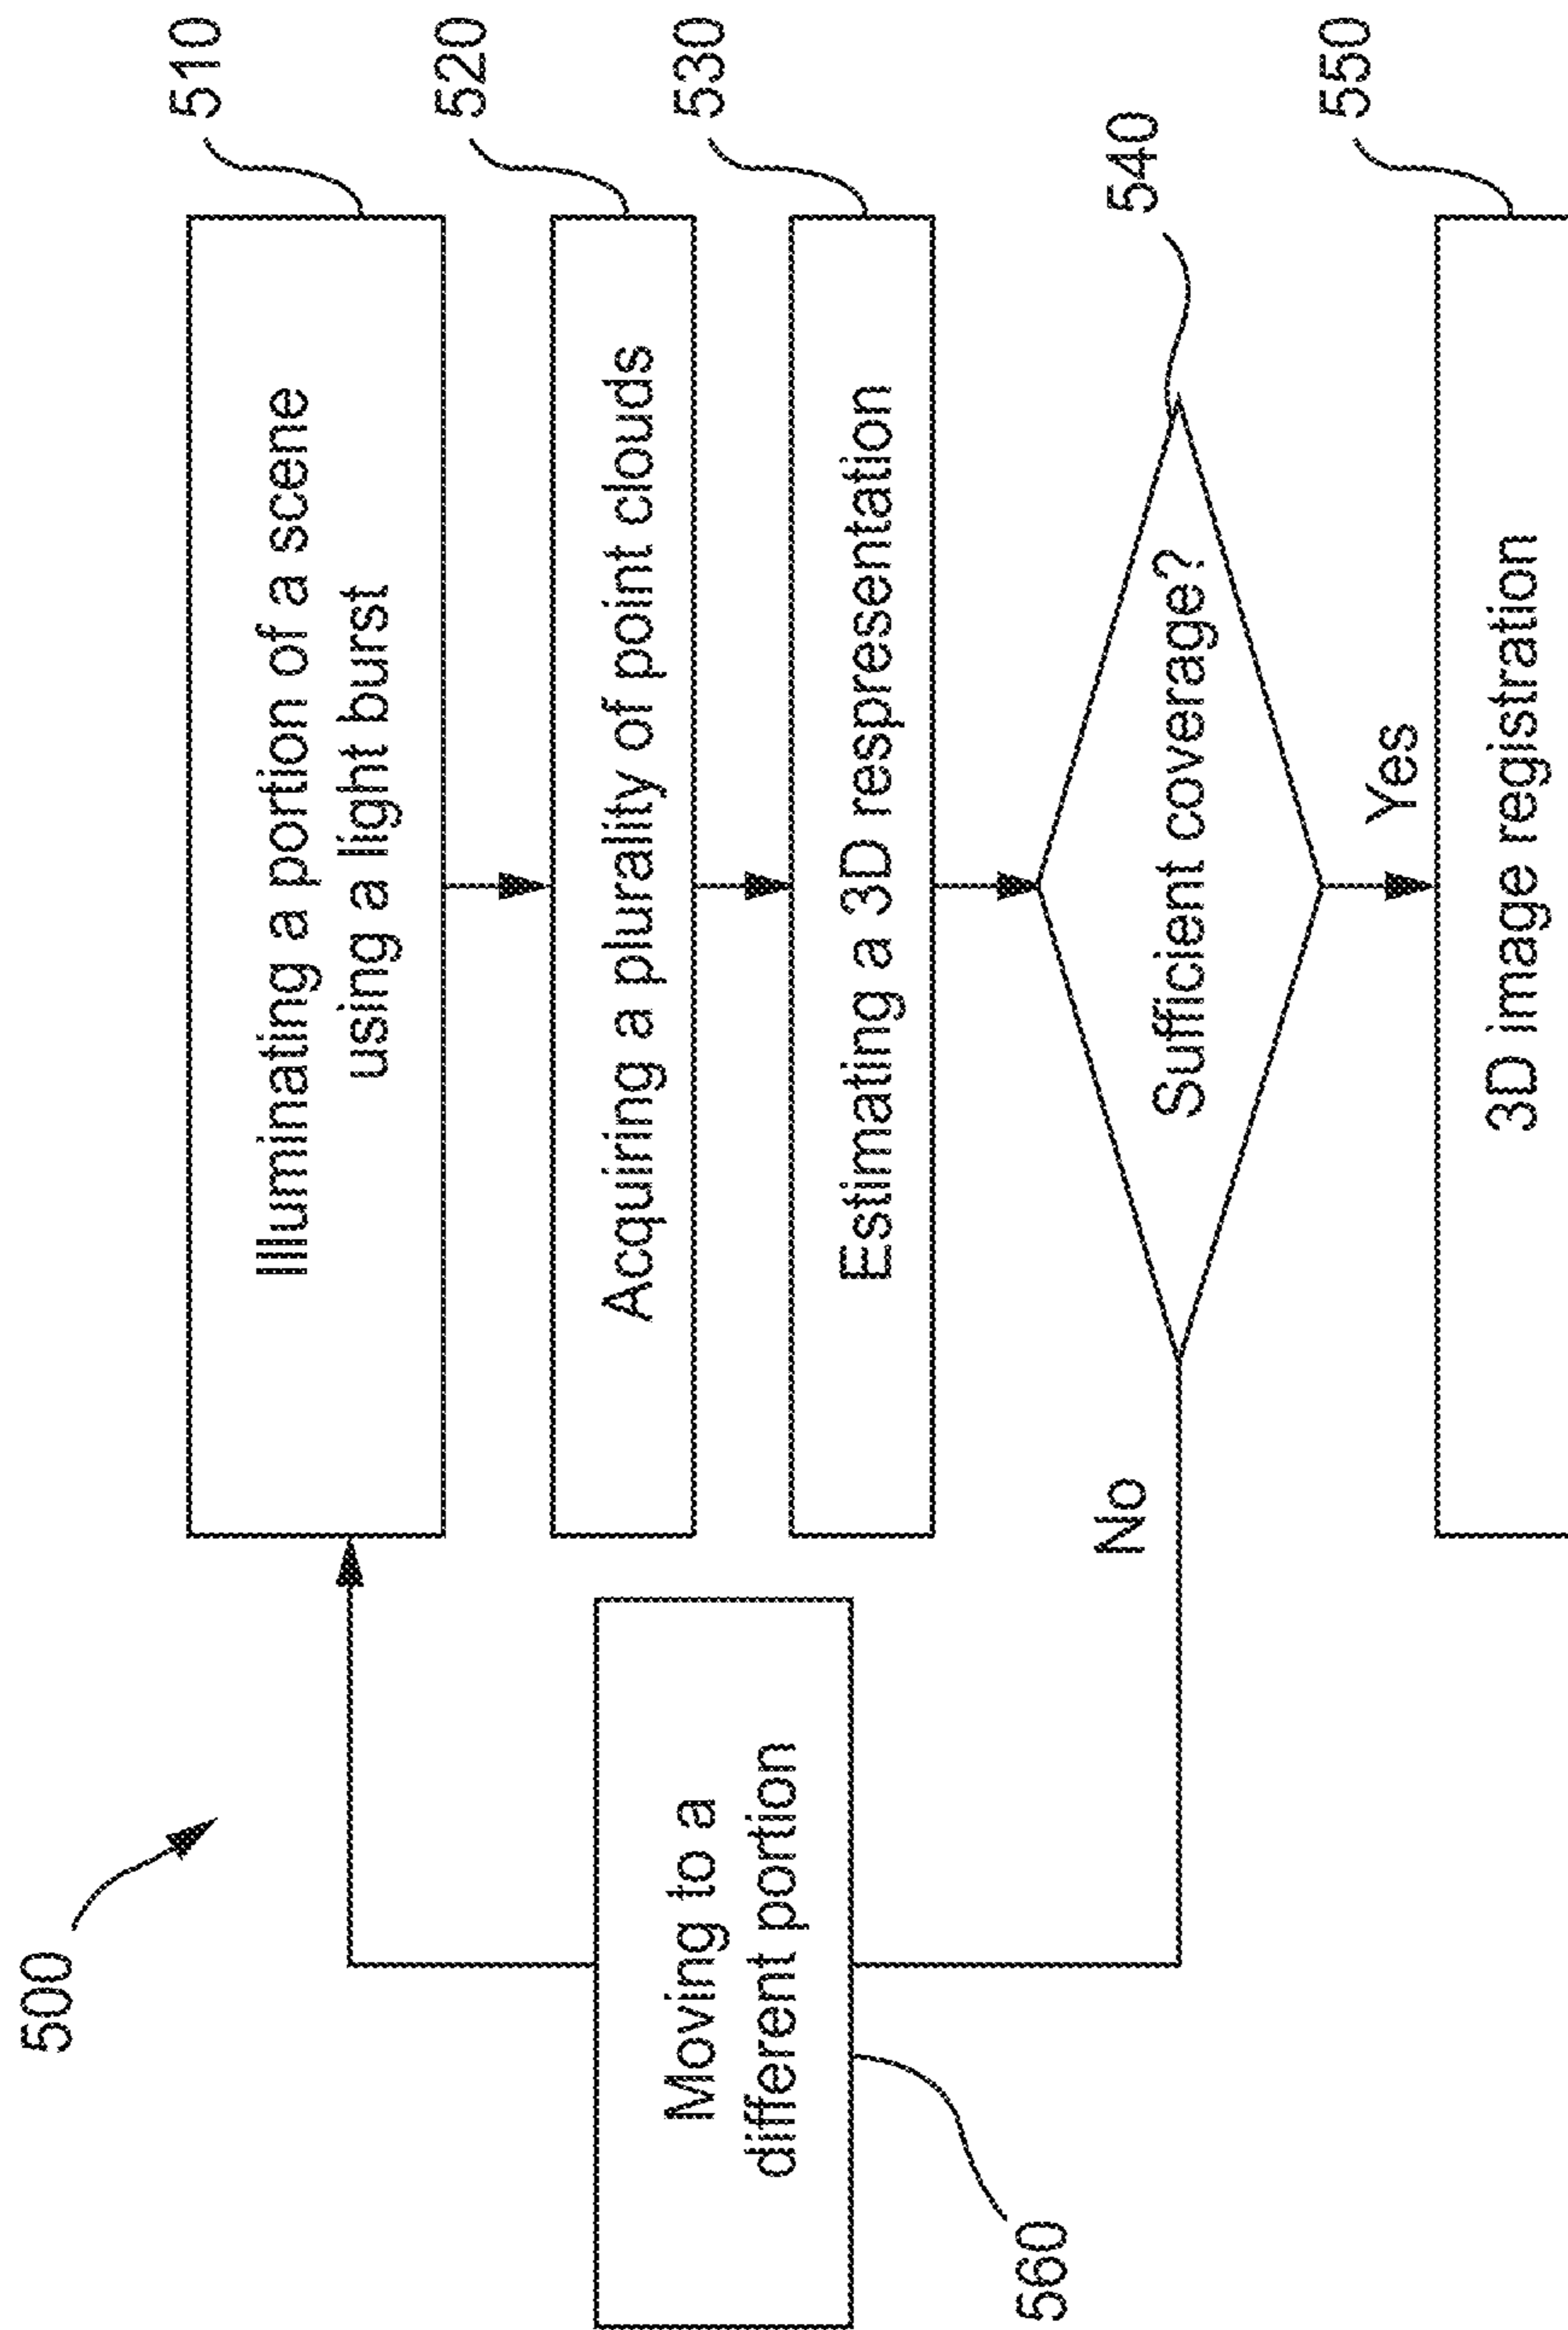 500
Illuminating a portion of a scene
using a light burst
510
Acquiring a plurality of point clouds
520
Estimating a 3D respresentation
530
Sufficient coverage?
540
No
Yes
Moving to a
different portion
560
3D image registration
550